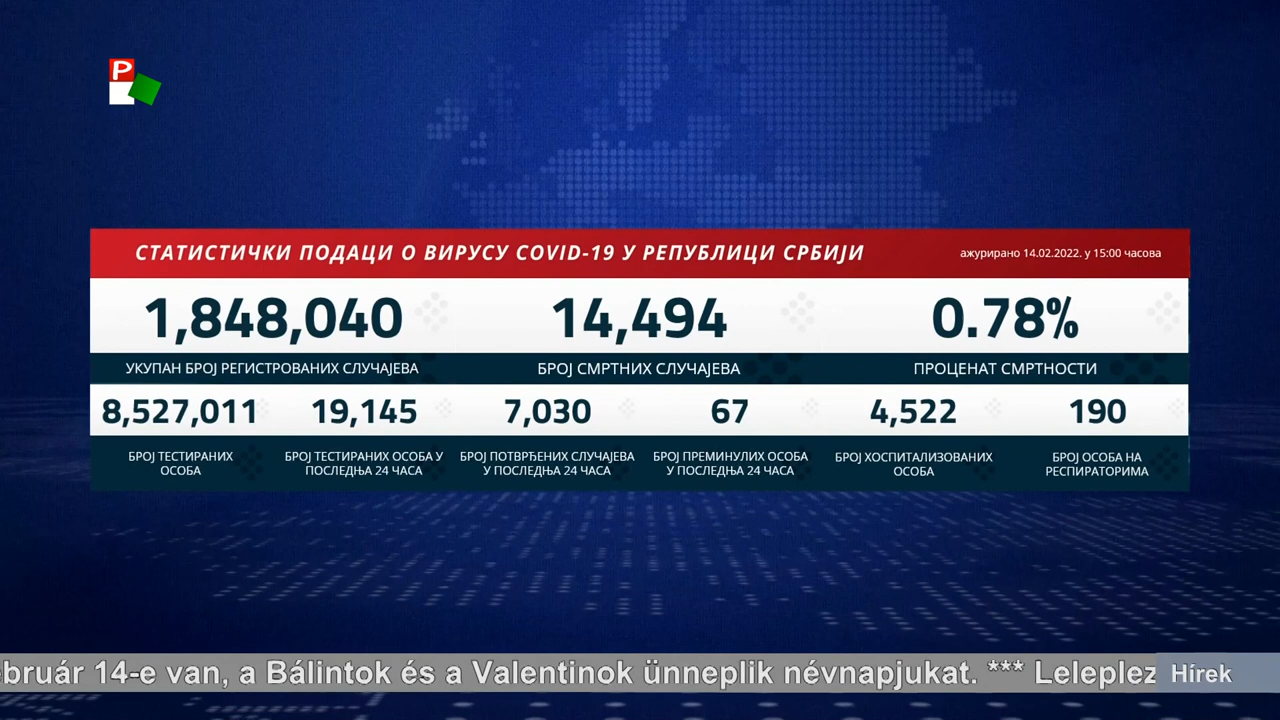 P
СТАТИСТИЧКИ ПОДАЦИ О ВИРУСУ COVID-19 У РЕПУБЛИЦИ СРБИЈИ
ажурирано 14.02.2022. у 15:00 часова
1,848,040 14,494 0.78%
УКУПАН БРОЈ РЕГИСТРОВАНИХ СЛУЧАЈЕВА БРОЈ СМРТНИХ СЛУЧАЈЕВА ПРОЦЕНАТ СМРТНОСТИ
8,527,011 19,145 7,030 67 4,522 190
БРОЈ ТЕСТИРАНИХ
ОСОБА
БРОЈ ТЕСТИРАНИХ ОСОБА У
ПОСЛЕДЊА 24 ЧАСА
БРОЈ ПОТВРЂЕНИХ СЛУЧАЈЕВА
У ПОСЛЕДЊА 24 ЧАСА
БРОЈ ПРЕМИНУЛИХ ОСОБА
У ПОСЛЕДЊА 24 ЧАСА
БРОЈ ХОСПИТАЛИЗОВАНИХ
ОСОБА
БРОЈ ОСОБА НА
РЕСПИРАТОРИМА
bruár 14-e van, a Bálintok és a Valentinok ünneplik névnapjukat. *** Leleplez
Hírek